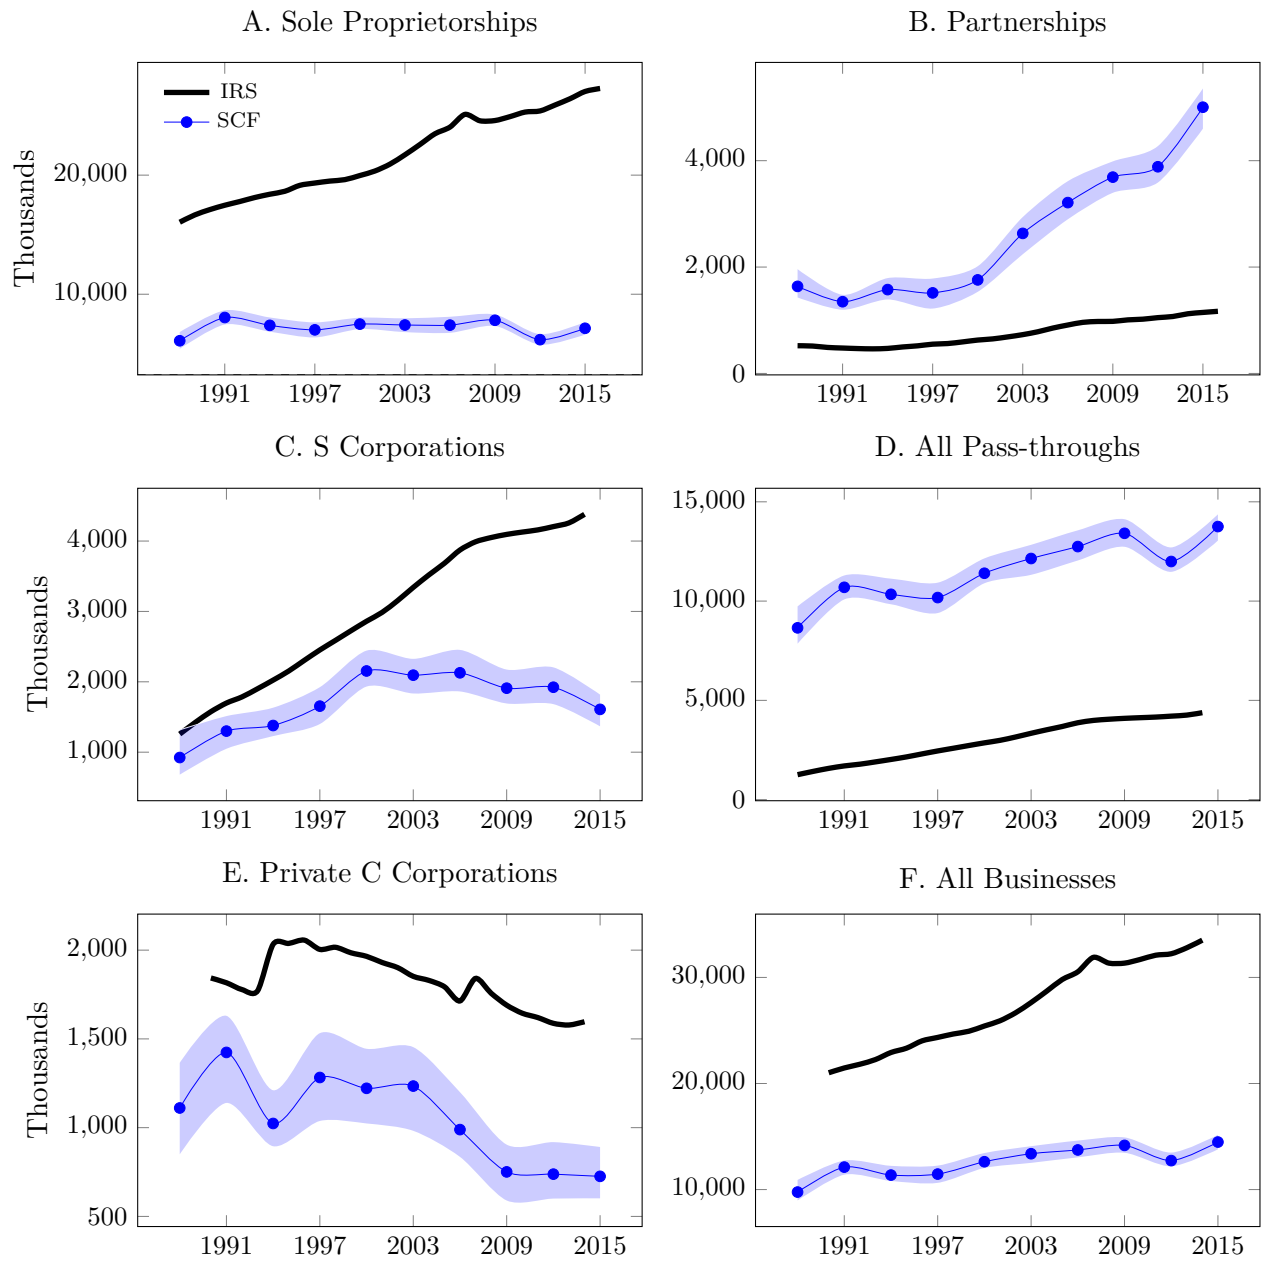 A. Sole Proprietorships
B. Partnerships
IRS
SCF
Thousands
20,000
10,000
1991 1997 2003 2009 2015
4,000
2,000
0
1991 1997 2003 2009 2015
C. S Corporations
D. All Pass-throughs
Thousands
4,000
3,000
2,000
1,000
1991 1997 2003 2009 2015
15,000
10,000
5,000
0
1991 1997 2003 2009 2015
E. Private C Corporations
F. All Businesses
Thousands
2,000
1,500
1,000
500
1991 1997 2003 2009 2015
30,000
20,000
10,000
1991 1997 2003 2009 2015